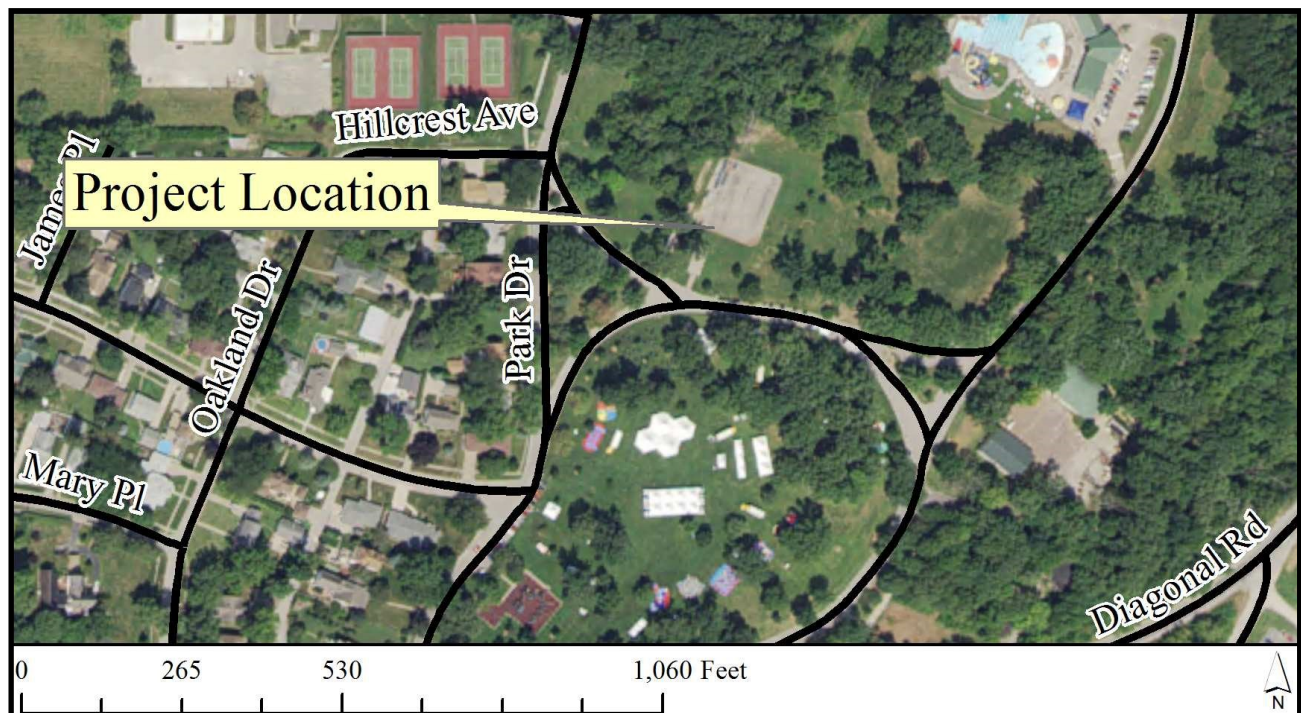 Hillcrest Ave
James Pl
Project Location
Oakland Dr
Park Dr
Mary Pl
Diagonal Rd
0 265 530 1,060 Feet
N